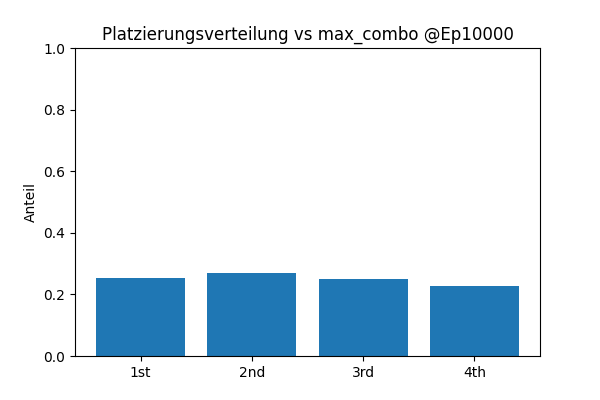 Platzierungsverteilung vs max_combo @Ep10000
1.0
0.8
0.6
0.4
0.2
0.0
Anteil
1st
2nd
3rd
4th